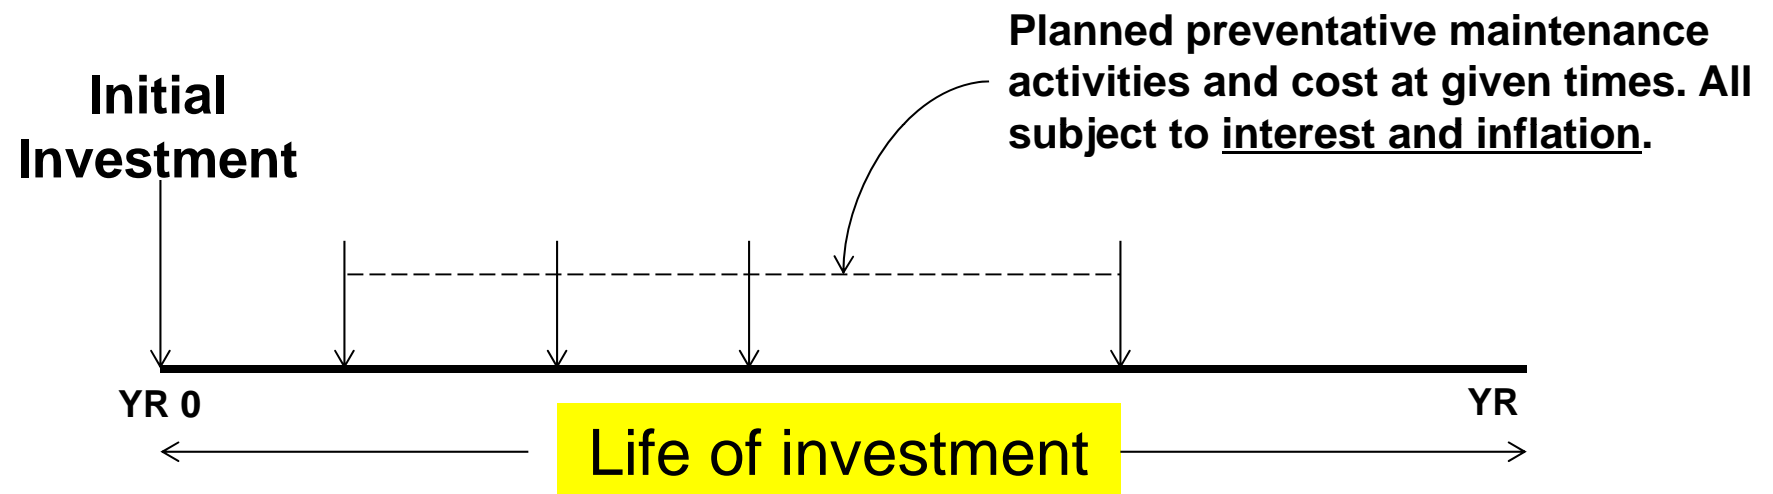 Initial
Investment
Planned preventative maintenance
activities and cost at given times. All
subject to interest and inflation.
YR 0
YR
Life of investment